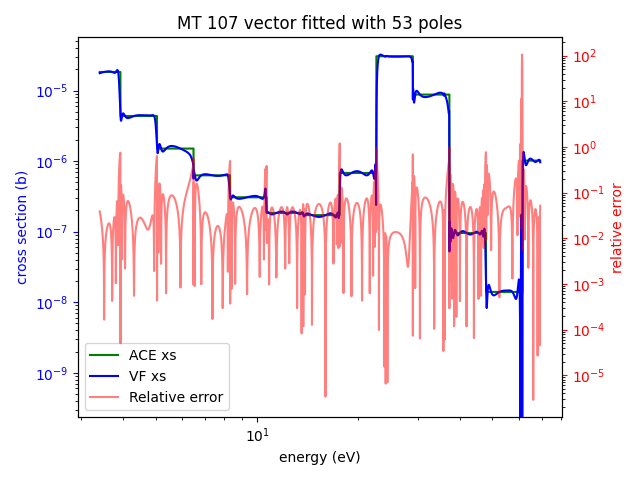 MT 107 vector fitted with 53 poles
cross section (b)
10⁻⁵
10⁻⁶
10⁻⁷
10⁻⁸
10⁻⁹
10²
10¹
10⁰
10⁻¹
10⁻²
10⁻³
10⁻⁴
10⁻⁵
relative error
ACE xs
VF xs
Relative error
10¹
energy (eV)